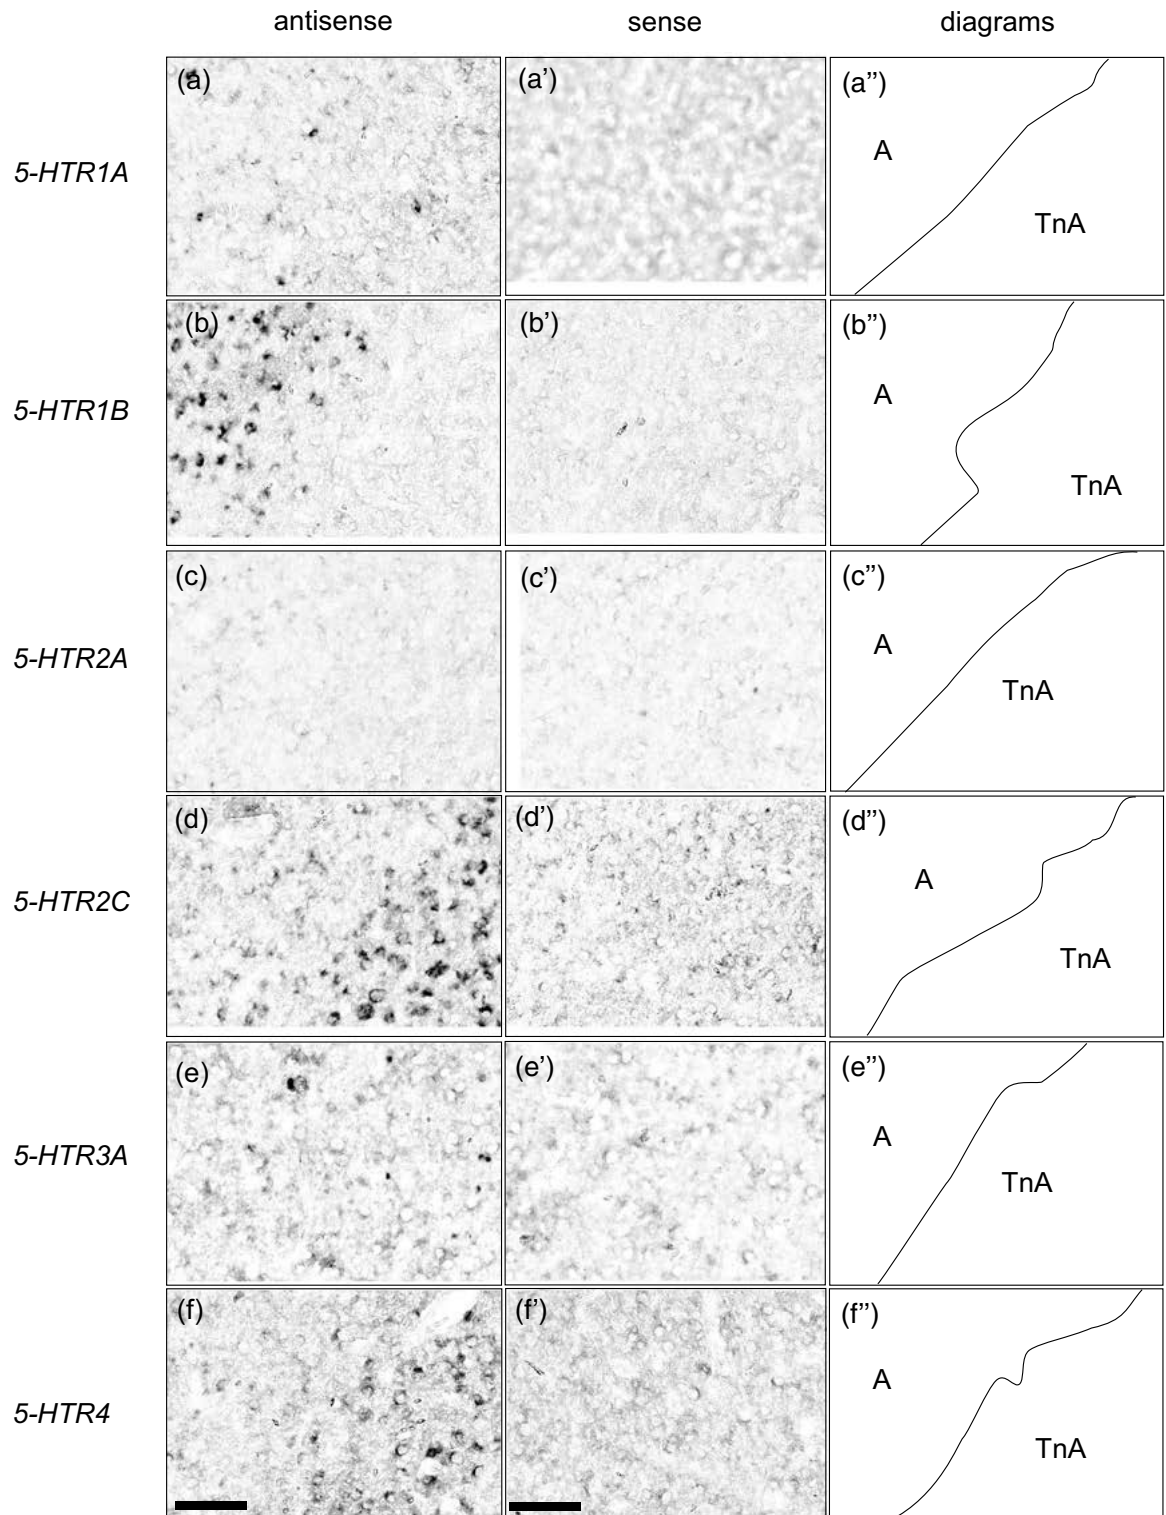 antisense sense diagrams
5-HTR1A (a) (a’) (a’’) A TnA
5-HTR1B (b) (b’) (b’’) A TnA
5-HTR2A (c) (c’) (c’’) A TnA
5-HTR2C (d) (d’) (d’’) A TnA
5-HTR3A (e) (e’) (e’’) A TnA
5-HTR4 (f) (f’) (f’’) A TnA